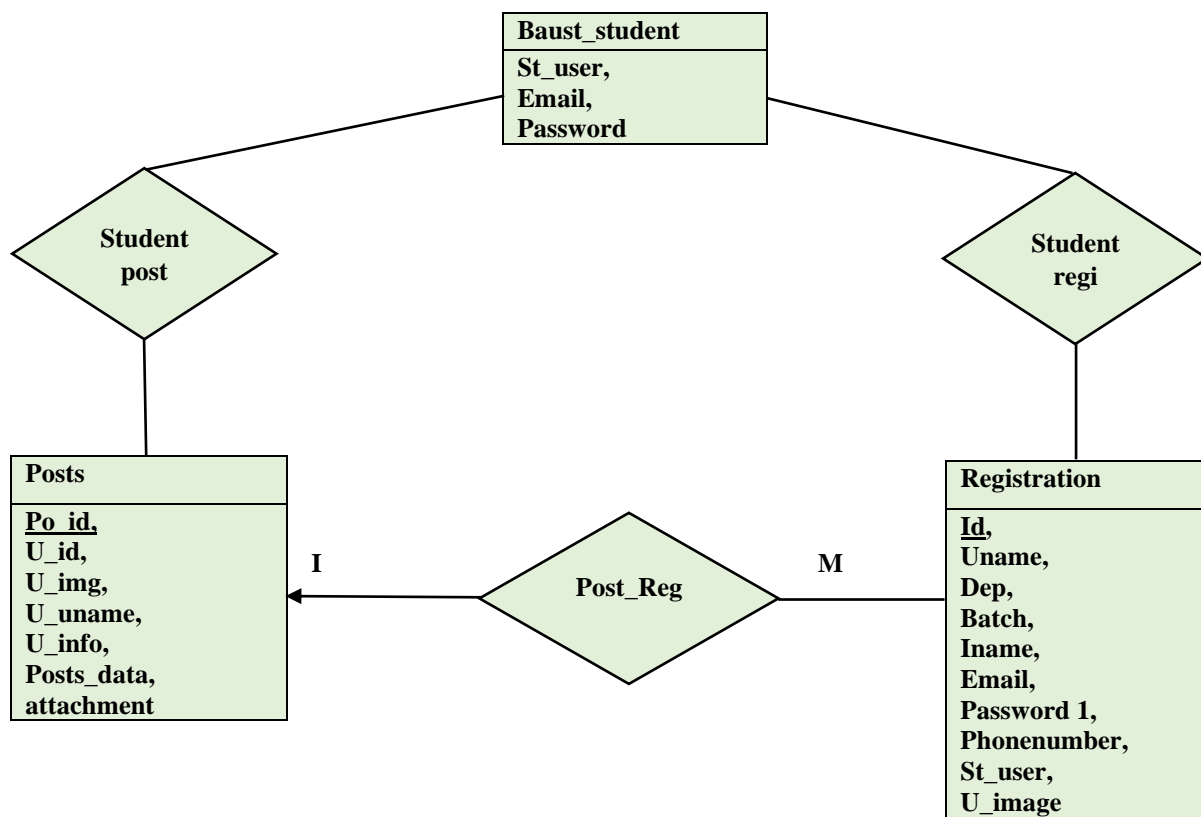 Baust_student
St_user,
Email,
Password
Student
post
Student
regi
Posts
Po_id,
U_id,
U_img,
U_uname,
U_info,
Posts_data,
attachment
I
Post_Reg
M
Registration
Id,
Uname,
Dep,
Batch,
Iname,
Email,
Password 1,
Phonenumber,
St_user,
U_image